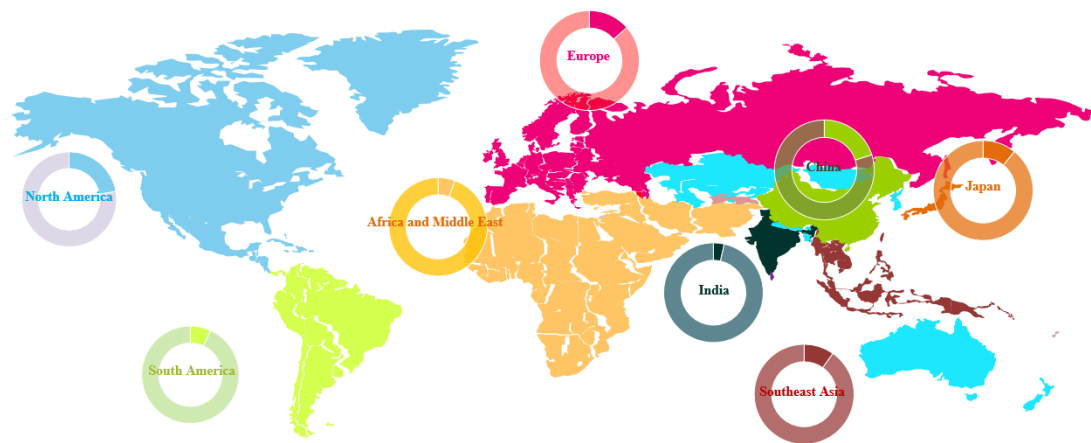 Europe
China
North America
Japan
Africa and Middle East
India
South America
Southeast Asia